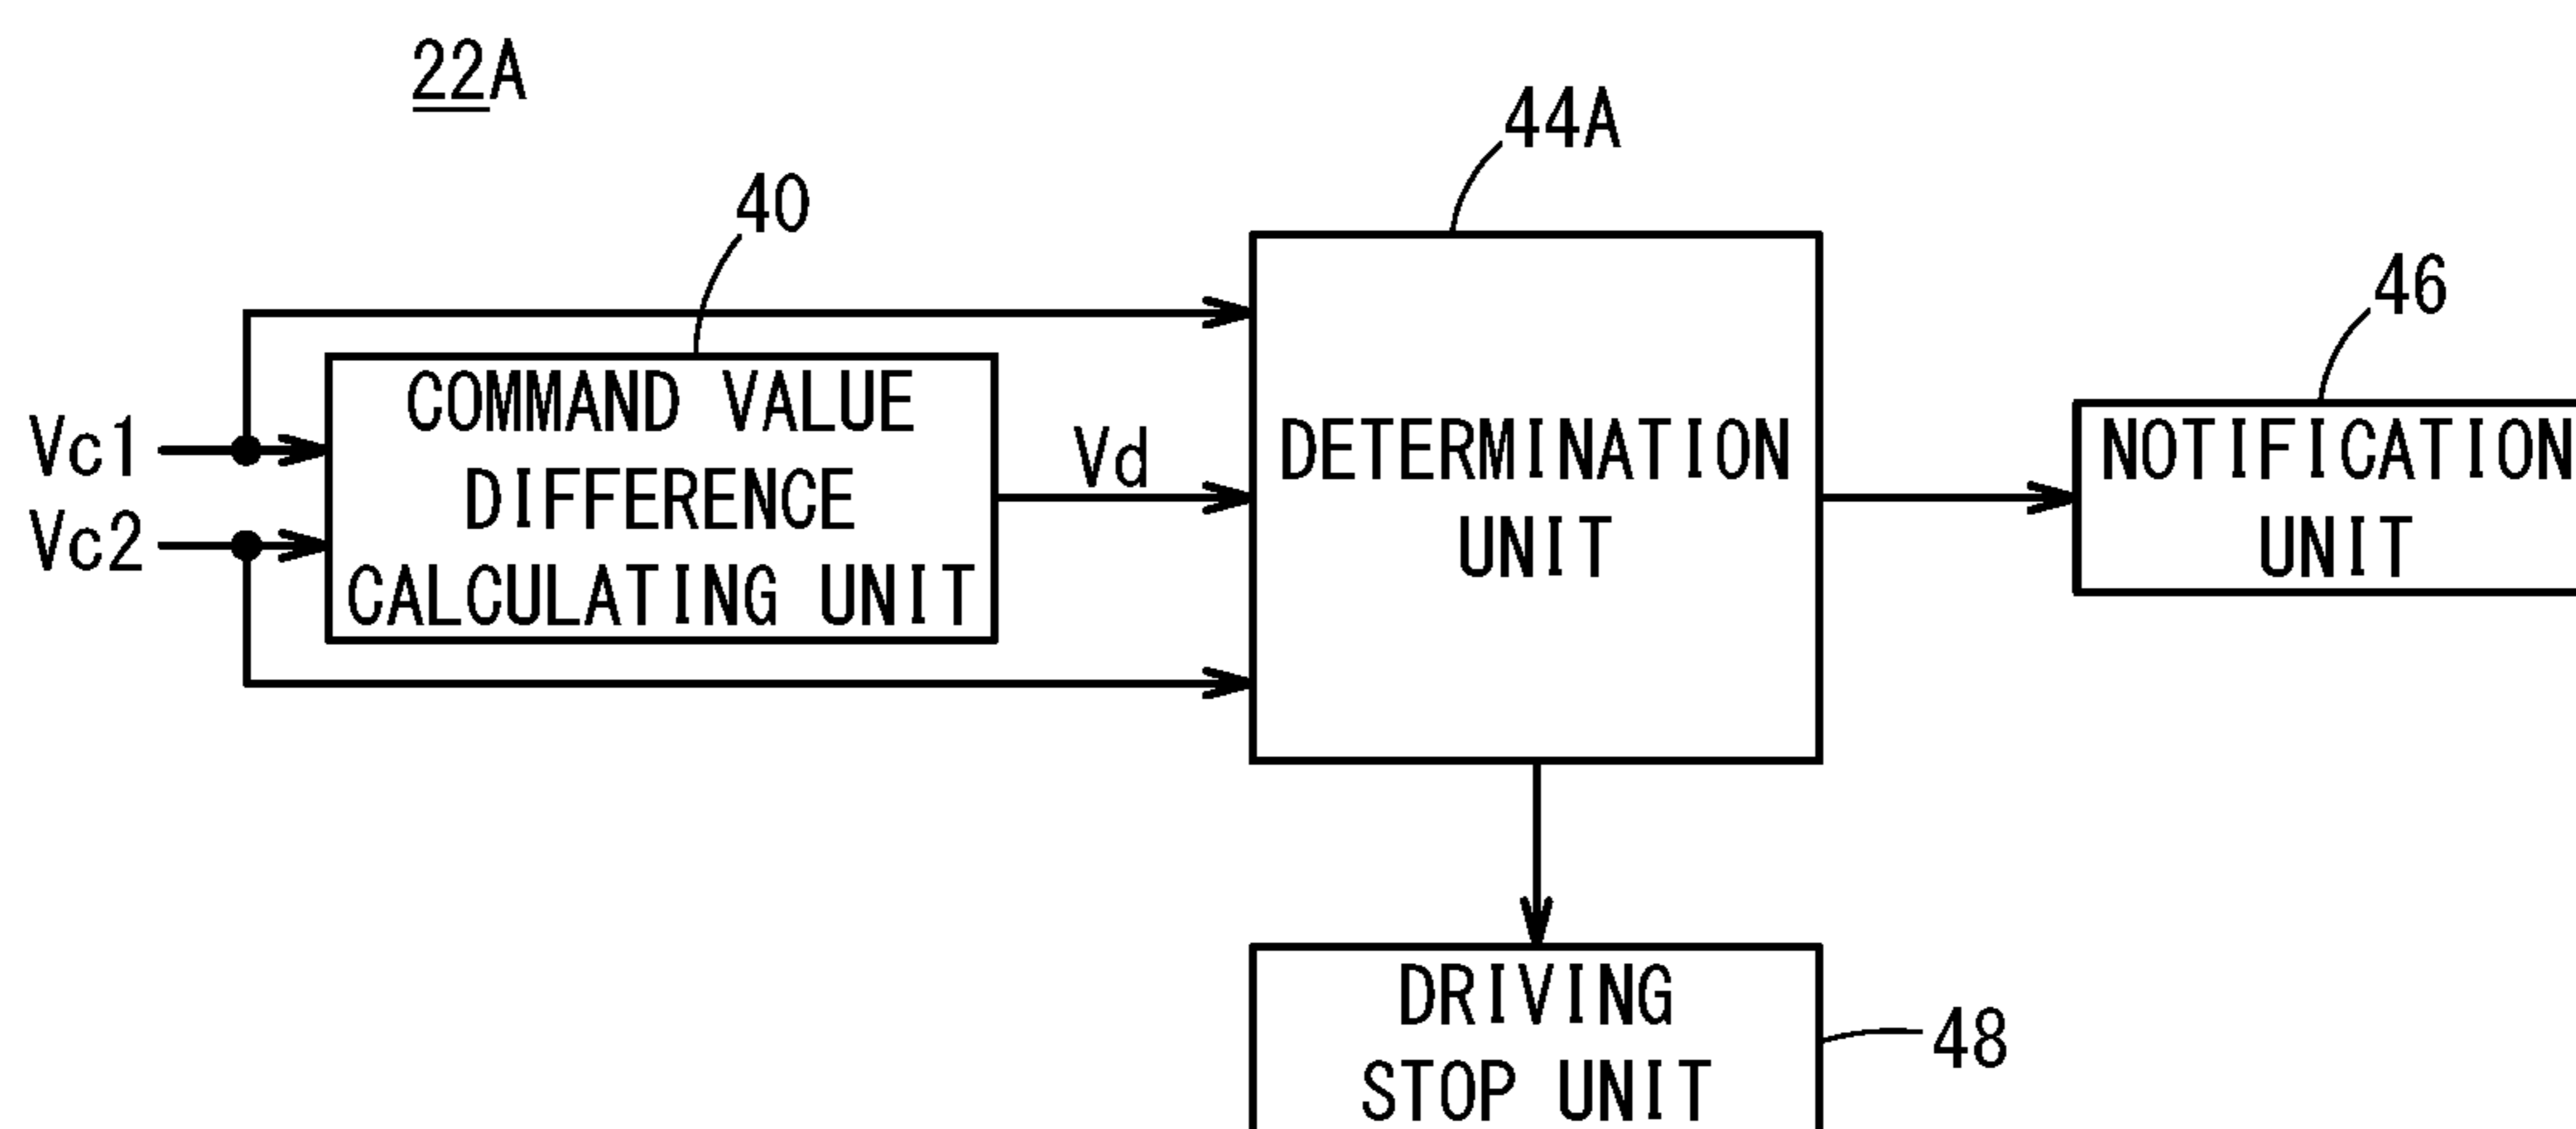 22A
44A
40
46
COMMAND VALUE
DIFFERENCE
CALCULATING UNIT
Vc1
Vc2
Vd
DETERMINATION
UNIT
NOTIFICATION
UNIT
DRIVING
STOP UNIT
48